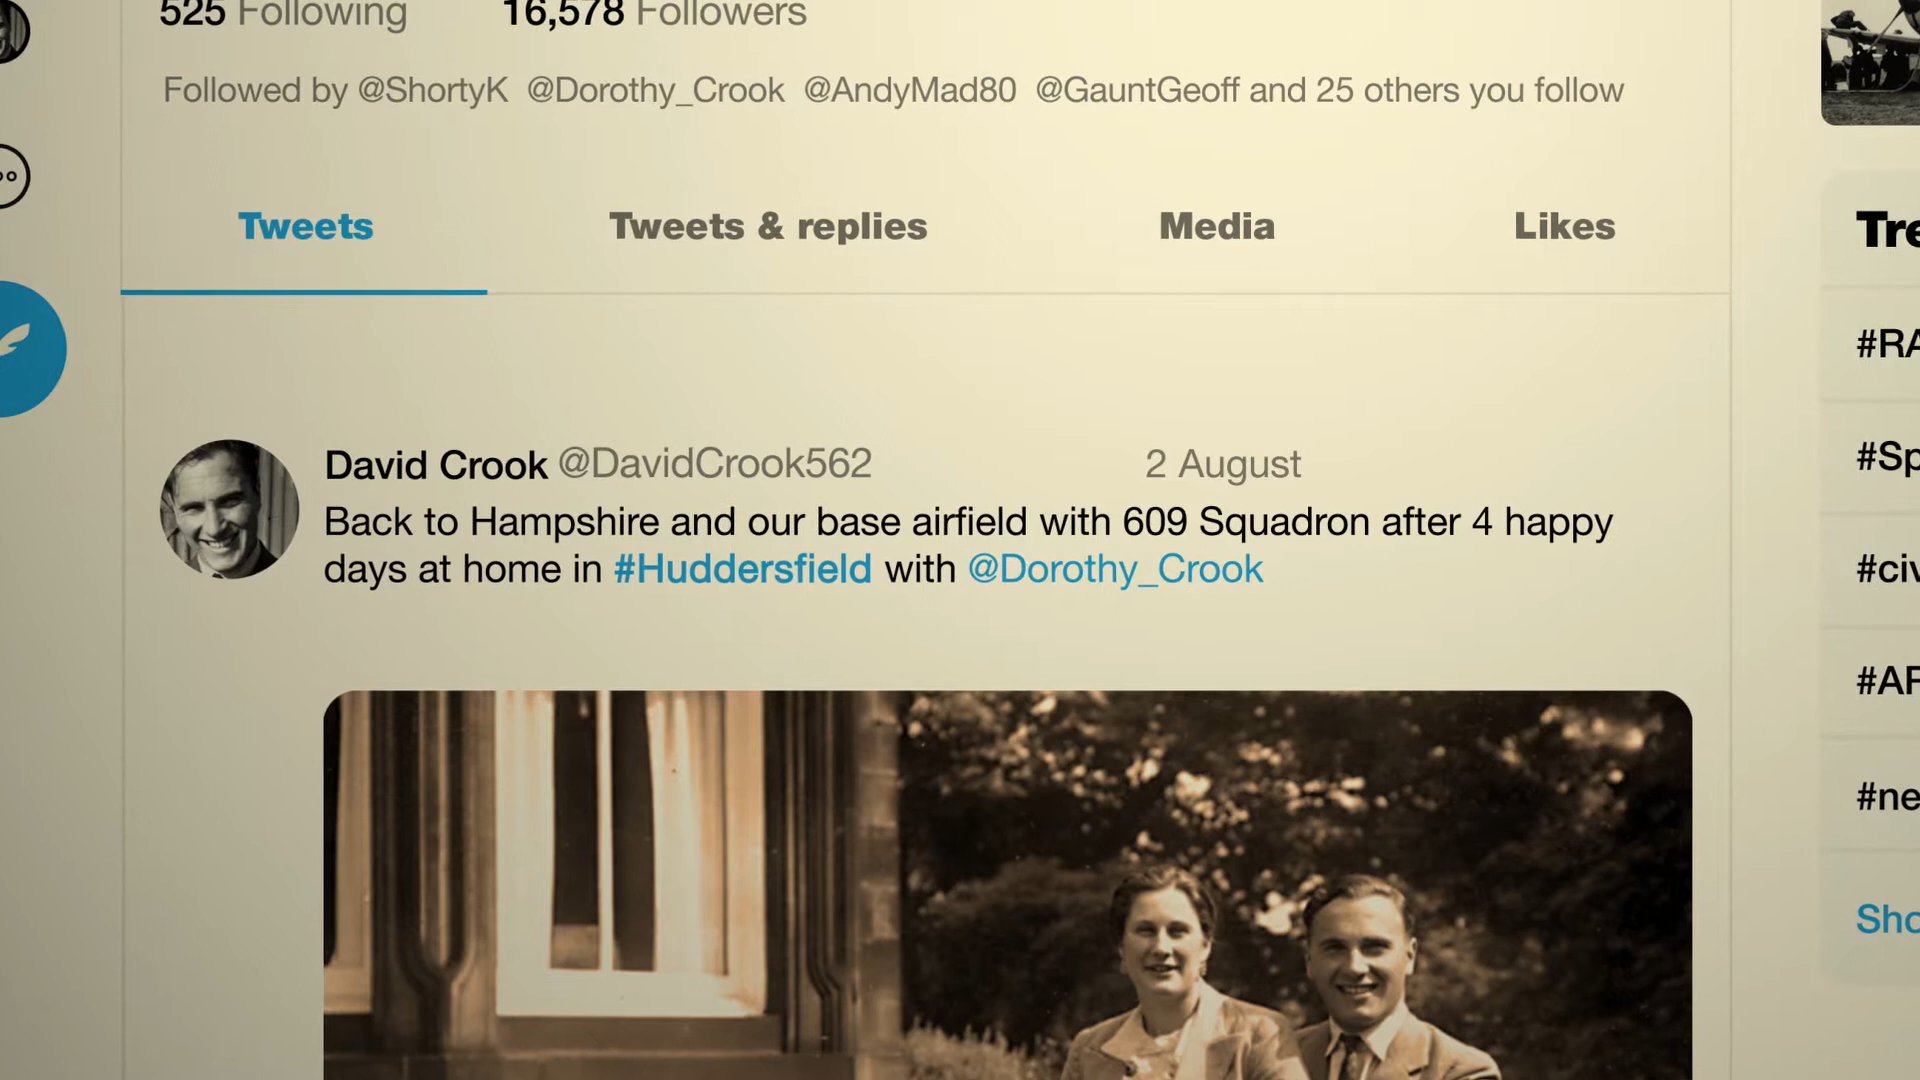 525 Following 16,578 Followers
Followed by @ShortyK @Dorothy_Crook @AndyMad80 @GauntGeoff and 25 others you follow
Tweets Tweets & replies Media Likes
David Crook @DavidCrook562 2 August
Back to Hampshire and our base airfield with 609 Squadron after 4 happy
days at home in #Huddersfield with @Dorothy_Crook
Tre
#RA
#Sp
#civ
#AF
#ne
Sho